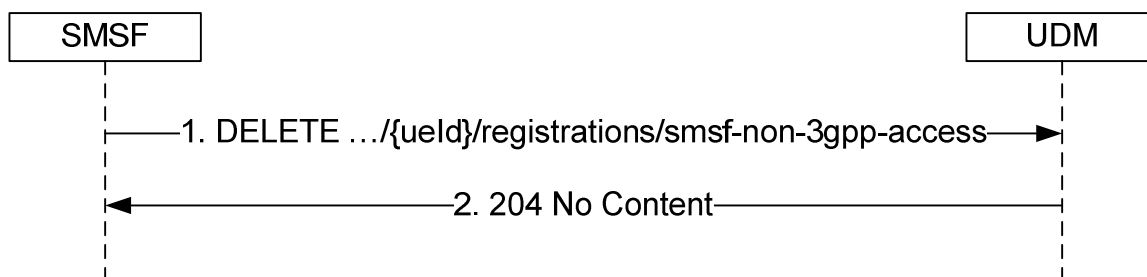 SMSF
UDM
1. DELETE …/{ueId}/registrations/smsf-non-3gpp-access
2. 204 No Content